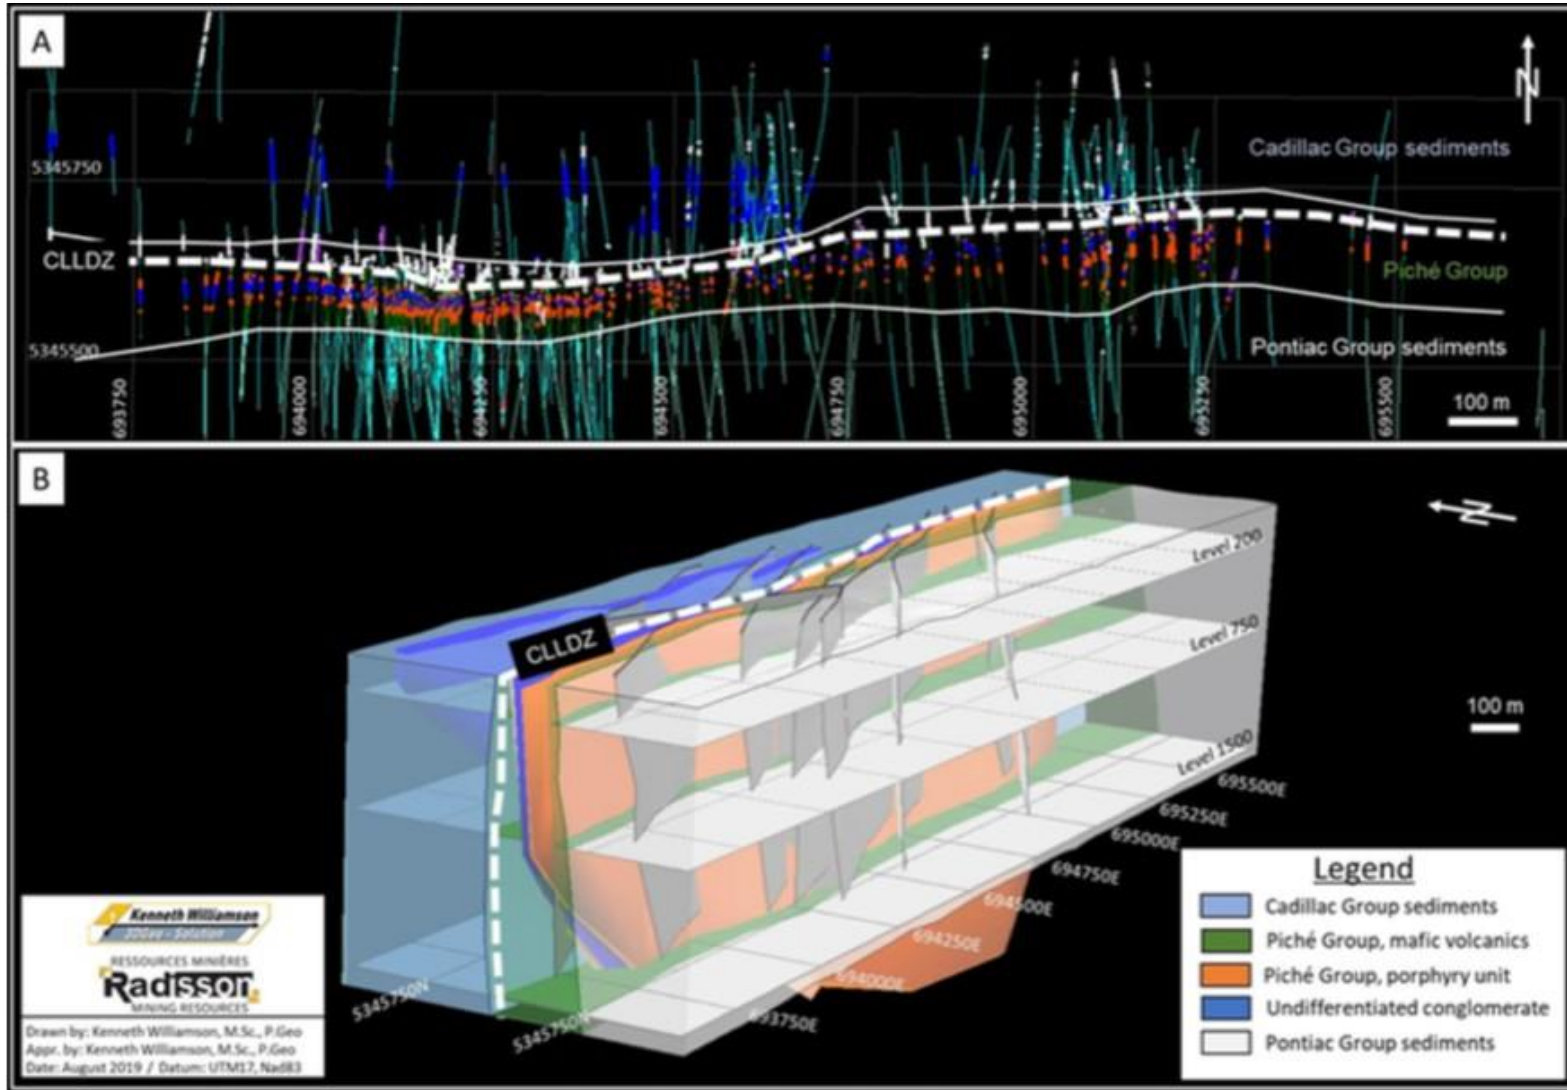 A
N
Cadillac Group sediments
5345750
CLLDZ
Piché Group
Pontiac Group sediments
5345500
693750
694000
694250
694500
694750
695000
695250
695500
100 m
B
N
Level 200
CLLDZ
Level 750
100 m
Level 1500
695500E
695250E
695000E
694750E
694500E
694250E
694000E
693750E
5345750N
5345750N
Legend
Cadillac Group sediments
Piché Group, mafic volcanics
Piché Group, porphyry unit
Undifferentiated conglomerate
Pontiac Group sediments
Kenneth Williamson
3DGeo - Solution
RESSOURCES MINIÈRES
Radisson
MINING RESOURCES
Drawn by: Kenneth Williamson, M.Sc., P.Geo
Appr. by: Kenneth Williamson, M.Sc., P.Geo
Date: August 2019 / Datum: UTM17, Nad83